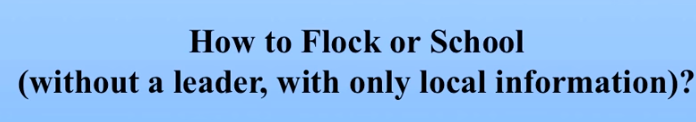 How to Flock or School
(without a leader, with only local information)?